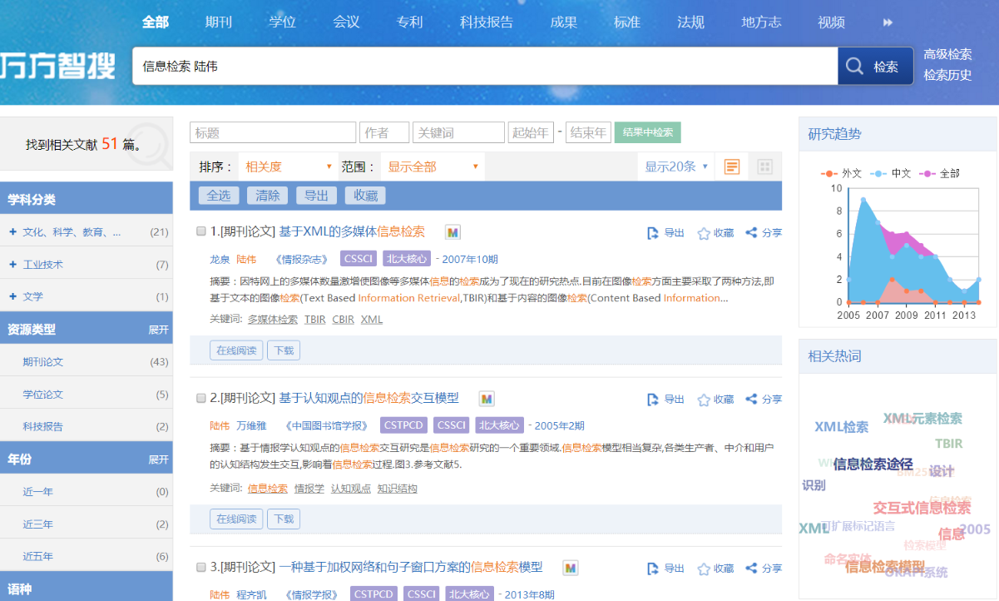 全部 期刊 学位 会议 专利 科技报告 成果 标准 法规 地方志 视频
万方智搜
信息检索 陆伟
检索
高级检索
检索历史
找到相关文献 51 篇。
学科分类
+ 文化、科学、教育、... (21)
+ 工业技术 (7)
+ 文学 (1)
资源类型 展开
期刊论文 (43)
学位论文 (5)
科技报告 (2)
年份 展开
近一年 (0)
近三年 (2)
近五年 (6)
语种
标题 作者 关键词 起始年 - 结束年 结果中检索
排序： 相关度 范围： 显示全部 显示20条
全选 清除 导出 收藏
1.[期刊论文] 基于XML的多媒体信息检索 M 导出 收藏 分享
龙泉 陆伟 《情报杂志》 CSSCI 北大核心 - 2007年10期
摘要：因特网上的多媒体数量激增使图像等多媒体信息的检索成为了现在的研究热点.目前在图像检索方面主要采取了两种方法,即
基于文本的图像检索(Text Based Information Retrieval,TBIR)和基于内容的图像检索(Content Based Information...
关键词: 多媒体检索 TBIR CBIR XML
在线阅读 下载
2.[期刊论文] 基于认知观点的信息检索交互模型 M 导出 收藏 分享
陆伟 万维雅 《中国图书馆学报》 CSTPCD CSSCI 北大核心 - 2005年2期
摘要：基于情报学认知观点的信息检索交互研究是信息检索研究的一个重要领域.信息检索模型相当复杂,各类生产者、中介和用户
的认知结构发生交互,影响着信息检索过程.图3.参考文献5.
关键词: 信息检索 情报学 认知观点 知识结构
在线阅读 下载
3.[期刊论文] 一种基于加权网络和句子窗口方案的信息检索模型 M 导出 收藏 分享
陆伟 程齐凯 《情报学报》 CSTPCD CSSCI 北大核心 - 2013年8期
研究趋势
外文 中文 全部
10
8
6
4
2
0
2005 2007 2009 2011 2013
相关热词
XML元素检索
XML检索
TBIR
信息检索途径
设计
识别
信息检索
交互式信息检索
XML
可扩展标记语言
信息
2005
检索模型
命名实体
信息检索模型
OKAPI系统